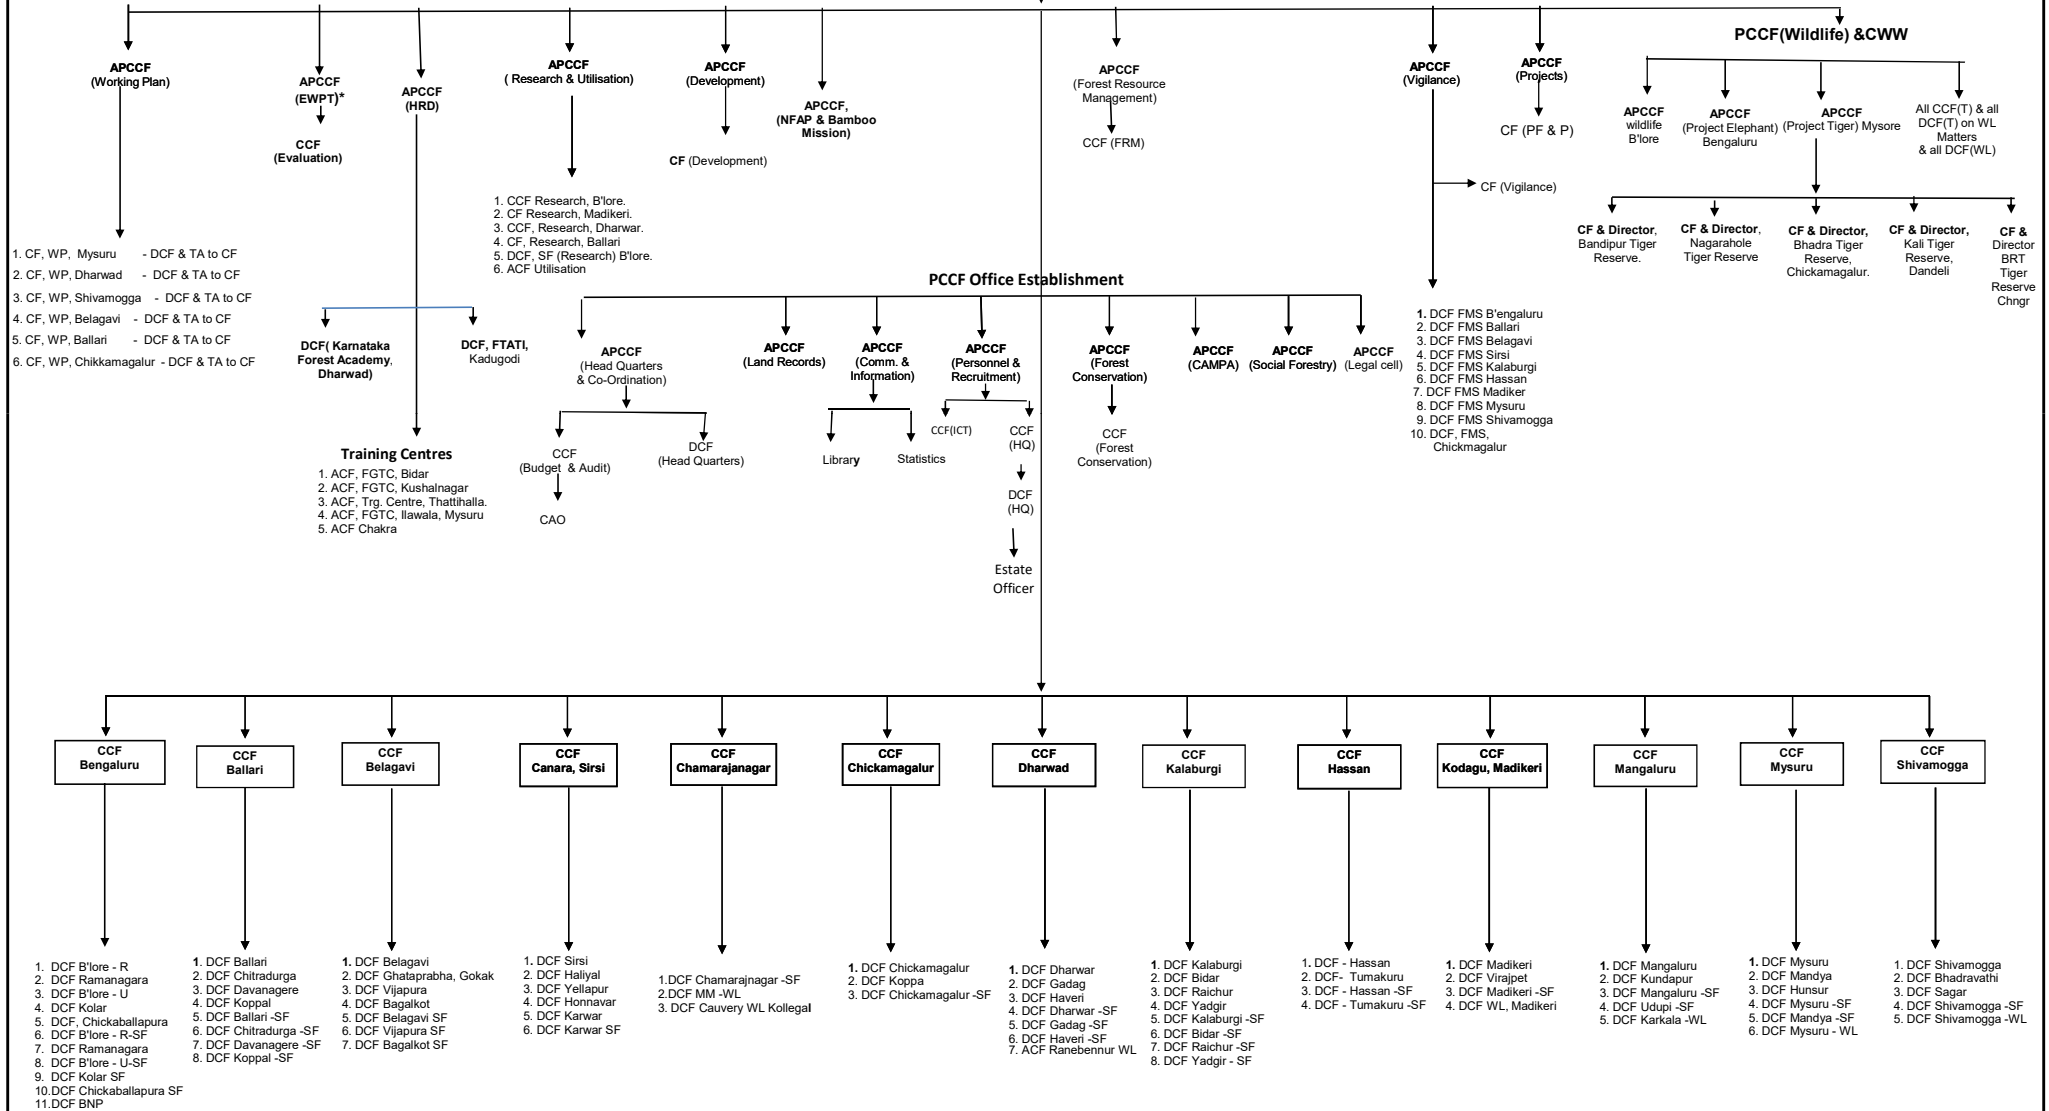 PCCF(Wildlife) &CWW
APCCF
(Working Plan)
APCCF
(EWPT)*
CCF
(Evaluation)
APCCF
(HRD)
APCCF
( Research & Utilisation)
APCCF
(Development)
CF (Development)
APCCF,
(NFAP & Bamboo
Mission)
APCCF
(Forest Resource
Management)
CCF (FRM)
APCCF
(Vigilance)
CF (Vigilance)
APCCF
(Projects)
CF (PF & P)
APCCF
wildlife
B'lore
APCCF
(Project Elephant)
Bengaluru
APCCF
(Project Tiger) Mysore
All CCF(T) & all
DCF(T) on WL
Matters
& all DCF(WL)
1. CCF Research, B'lore.
2. CF Research, Madikeri.
3. CCF, Research, Dharwar.
4. CF, Research, Ballari
5. DCF, SF (Research) B'lore.
6. ACF Utilisation
CF & Director,
Bandipur Tiger
Reserve.
CF & Director,
Nagarahole
Tiger Reserve
CF & Director,
Bhadra Tiger
Reserve,
Chickamagalur.
CF & Director,
Kali Tiger
Reserve,
Dandeli
CF &
Director
BRT
Tiger
Reserve
Chngr
1. CF, WP, Mysuru - DCF & TA to CF
2. CF, WP, Dharwad - DCF & TA to CF
3. CF, WP, Shivamogga - DCF & TA to CF
4. CF, WP, Belagavi - DCF & TA to CF
5. CF, WP, Ballari - DCF & TA to CF
6. CF, WP, Chikkamagalur - DCF & TA to CF
DCF( Karnataka
Forest Academy,
Dharwad)
DCF, FTATI,
Kadugodi
Training Centres
1. ACF, FGTC, Bidar
2. ACF, FGTC, Kushalnagar
3. ACF, Trg. Centre, Thattihalla.
4. ACF, FGTC, Ilawala, Mysuru
5. ACF Chakra
PCCF Office Establishment
APCCF
(Head Quarters
& Co-Ordination)
CCF
(Budget & Audit)
CAO
DCF
(Head Quarters)
APCCF
(Land Records)
APCCF
(Comm. &
Information)
Library
Statistics
APCCF
(Personnel &
Recruitment)
CCF(ICT)
CCF
(HQ)
DCF
(HQ)
Estate
Officer
APCCF
(Forest
Conservation)
CCF
(Forest
Conservation)
APCCF
(CAMPA)
APCCF
(Social Forestry)
APCCF
(Legal cell)
1. DCF FMS B'engaluru
2. DCF FMS Ballari
3. DCF FMS Belagavi
4. DCF FMS Sirsi
5. DCF FMS Kalaburgi
6. DCF FMS Hassan
7. DCF FMS Madiker
8. DCF FMS Mysuru
9. DCF FMS Shivamogga
10. DCF, FMS,
Chickmagalur
CCF
Bengaluru
CCF
Ballari
CCF
Belagavi
CCF
Canara, Sirsi
CCF
Chamarajanagar
CCF
Chickamagalur
CCF
Dharwad
CCF
Kalaburgi
CCF
Hassan
CCF
Kodagu, Madikeri
CCF
Mangaluru
CCF
Mysuru
CCF
Shivamogga
1. DCF B'lore - R
2. DCF Ramanagara
3. DCF B'lore - U
4. DCF Kolar
5. DCF, Chickaballapura
6. DCF B'lore - R-SF
7. DCF Ramanagara
8. DCF B'lore - U-SF
9. DCF Kolar SF
10.DCF Chickaballapura SF
11.DCF BNP
1. DCF Ballari
2. DCF Chitradurga
3. DCF Davanagere
4. DCF Koppal
5. DCF Ballari -SF
6. DCF Chitradurga -SF
7. DCF Davanagere -SF
8. DCF Koppal -SF
1. DCF Belagavi
2. DCF Ghataprabha, Gokak
3. DCF Vijapura
4. DCF Bagalkot
5. DCF Belagavi SF
6. DCF Vijapura SF
7. DCF Bagalkot SF
1. DCF Sirsi
2. DCF Haliyal
3. DCF Yellapur
4. DCF Honnavar
5. DCF Karwar
6. DCF Karwar SF
1.DCF Chamarajnagar -SF
2.DCF MM -WL
3. DCF Cauvery WL Kollegal
1. DCF Chickamagalur
2. DCF Koppa
3. DCF Chickamagalur -SF
1. DCF Dharwar
2. DCF Gadag
3. DCF Haveri
4. DCF Dharwar -SF
5. DCF Gadag -SF
6. DCF Haveri -SF
7. ACF Ranebennur WL
1. DCF Kalaburgi
2. DCF Bidar
3. DCF Raichur
4. DCF Yadgir
5. DCF Kalaburgi -SF
6. DCF Bidar -SF
7. DCF Raichur -SF
8. DCF Yadgir - SF
1. DCF - Hassan
2. DCF- Tumakuru
3. DCF - Hassan -SF
4. DCF - Tumakuru -SF
1. DCF Madikeri
2. DCF Virajpet
3. DCF Madikeri -SF
4. DCF WL, Madikeri
1. DCF Mangaluru
2. DCF Kundapur
3. DCF Mangaluru -SF
4. DCF Udupi -SF
5. DCF Karkala -WL
1. DCF Mysuru
2. DCF Mandya
3. DCF Hunsur
4. DCF Mysuru -SF
5. DCF Mandya -SF
6. DCF Mysuru - WL
1. DCF Shivamogga
2. DCF Bhadravathi
3. DCF Sagar
4. DCF Shivamogga -SF
5. DCF Shivamogga -WL